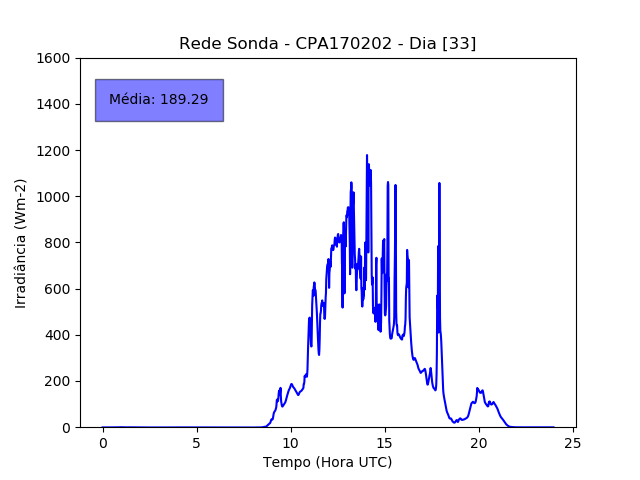 Rede Sonda - CPA170202 - Dia [33]
1600
1400
1200
1000
800
600
400
200
0
Média: 189.29
Irradiância (Wm-2)
0 5 10 15 20 25
Tempo (Hora UTC)